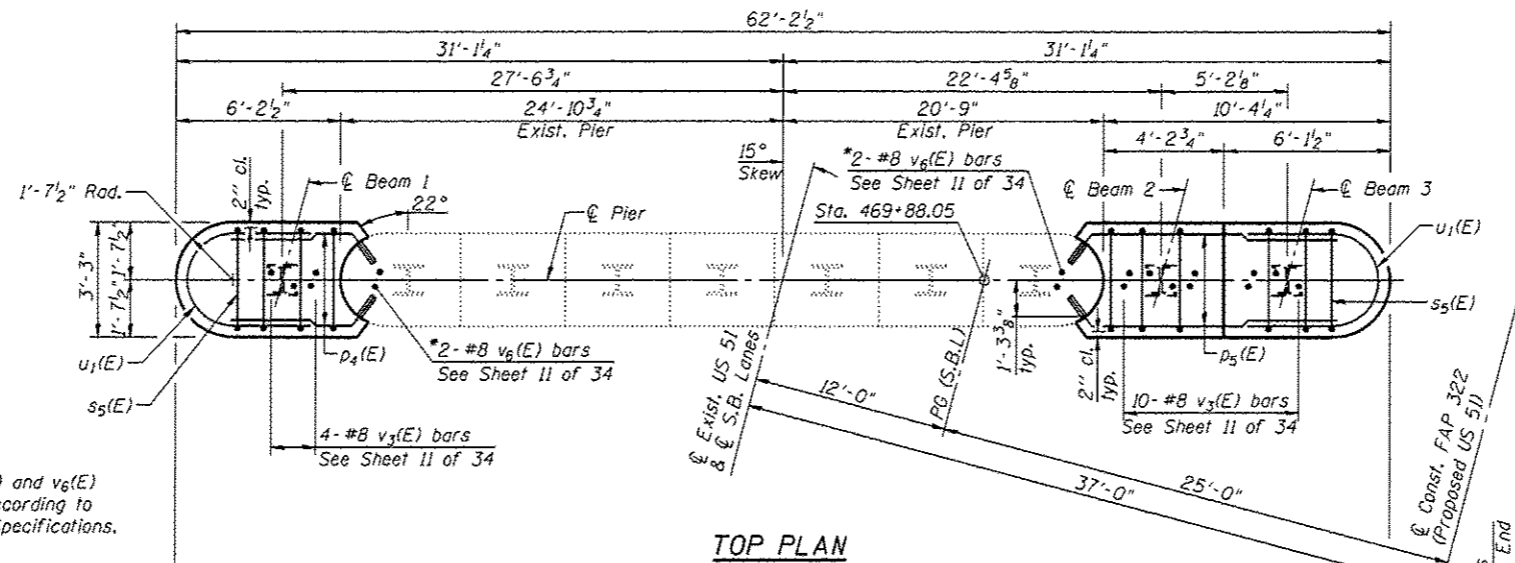 62'-2½"
31'-1¼"
31'-1¼"
27'-6¾"
22'-4⅝"
5'-2⅛"
6'-2½"
24'-10¾"
Exist. Pier
20'-9"
Exist. Pier
10'-4¼"
4'-2¾"
6'-1½"
15°
Skew
*2- #8 v6(E) bars
See Sheet 11 of 34
2" cl.
typ.
℄ Beam 1
1'-7½" Rad.
22°
℄ Pier
Sta. 469+88.05
℄ Beam 2
℄ Beam 3
u1(E)
3'-3"
1'-7½"
1'-7½"
s5(E)
u1(E)
p4(E)
*2- #8 v6(E) bars
See Sheet 11 of 34
1'-3⅜"
typ.
2" cl.
typ.
p5(E)
s5(E)
4- #8 v3(E) bars
See Sheet 11 of 34
℄ Exist. US 51
& ℄ S.B. Lanes
12'-0"
PG (S.B.L)
10- #8 v3(E) bars
See Sheet 11 of 34
37'-0"
25'-0"
℄ Const. FAP 322
(Proposed US 51)
) and v6(E)
ccording to
pecifications.
TOP PLAN
End